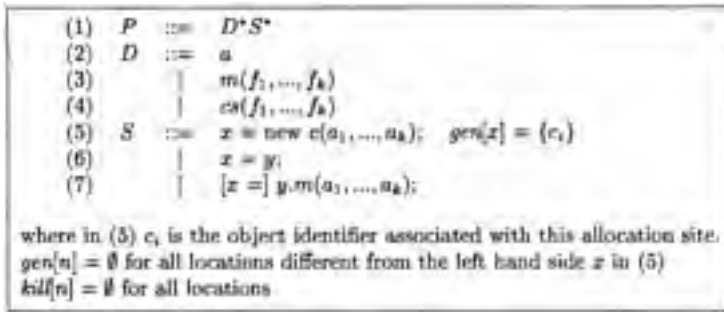 (1) P ::= D*S*
(2) D ::= a
(3) | m(f₁,...,fₖ)
(4) | cs(f₁,...,fₖ)
(5) S ::= x = new c(a₁,...,aₖ); gen[x] = {cᵢ}
(6) | x = y;
(7) | [x =] y.m(a₁,...,aₖ);
where in (5) cᵢ is the object identifier associated with this allocation site.
gen[n] = ∅ for all locations different from the left hand side x in (5)
kill[n] = ∅ for all locations